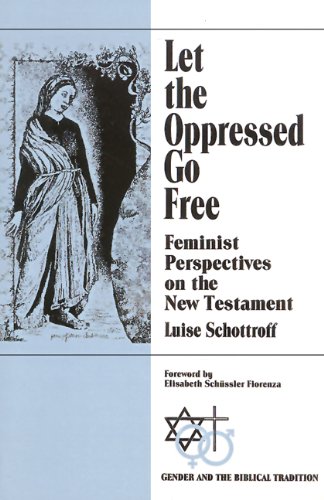 Let
the
Oppressed
Go
Free
Feminist
Perspectives
on the
New Testament
Luise Schottroff
Foreword by
Elisabeth Schüssler Fiorenza
GENDER AND THE BIBLICAL TRADITION